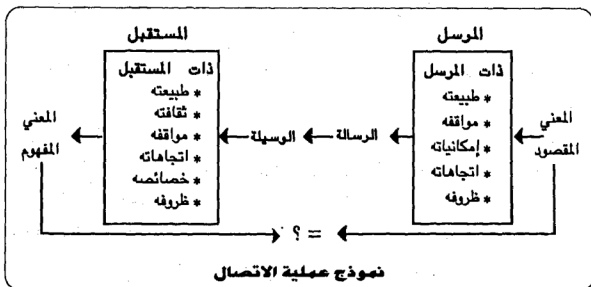 المرسل
المستقبل
ذات المرسل
* طبيعته
* مواقفه
* إمكانياته
* اتجاهاته
* ظروفه
ذات المستقبل
* طبيعته
* ثقافته
* مواقفه
* اتجاهاته
* خصائصه
* ظروفه
المعني
المقصود
الرسالة
الوسيلة
المعني
المفهوم
= ؟
نموذج عملية الاتصال